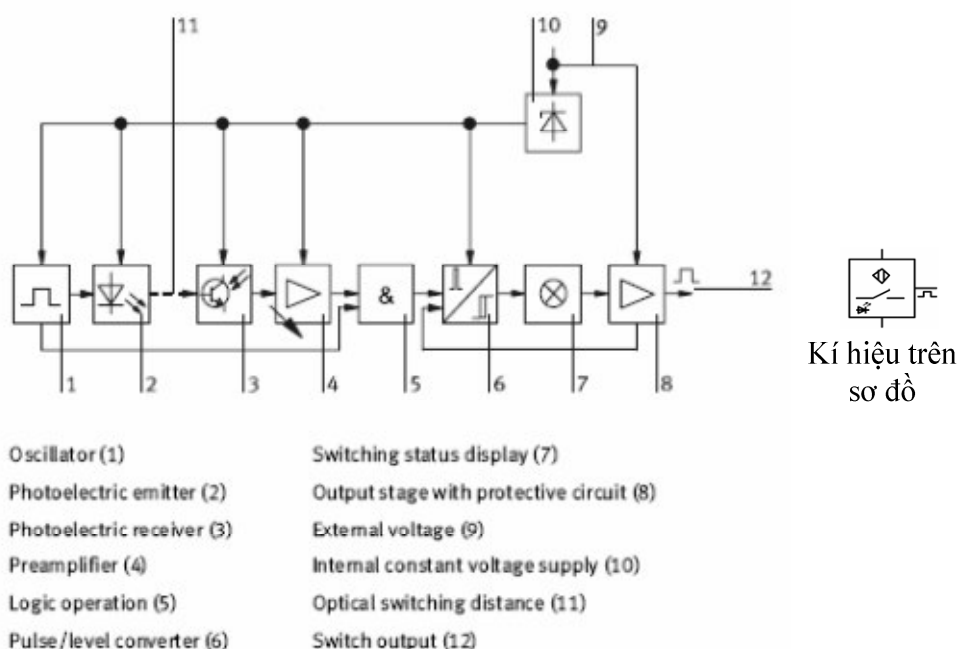 11
10
9
&
12
1
2
3
4
5
6
7
8
Kí hiệu trên
sơ đồ
Oscillator (1)
Photoelectric emitter (2)
Photoelectric receiver (3)
Preamplifier (4)
Logic operation (5)
Pulse/level converter (6)
Switching status display (7)
Output stage with protective circuit (8)
External voltage (9)
Internal constant voltage supply (10)
Optical switching distance (11)
Switch output (12)